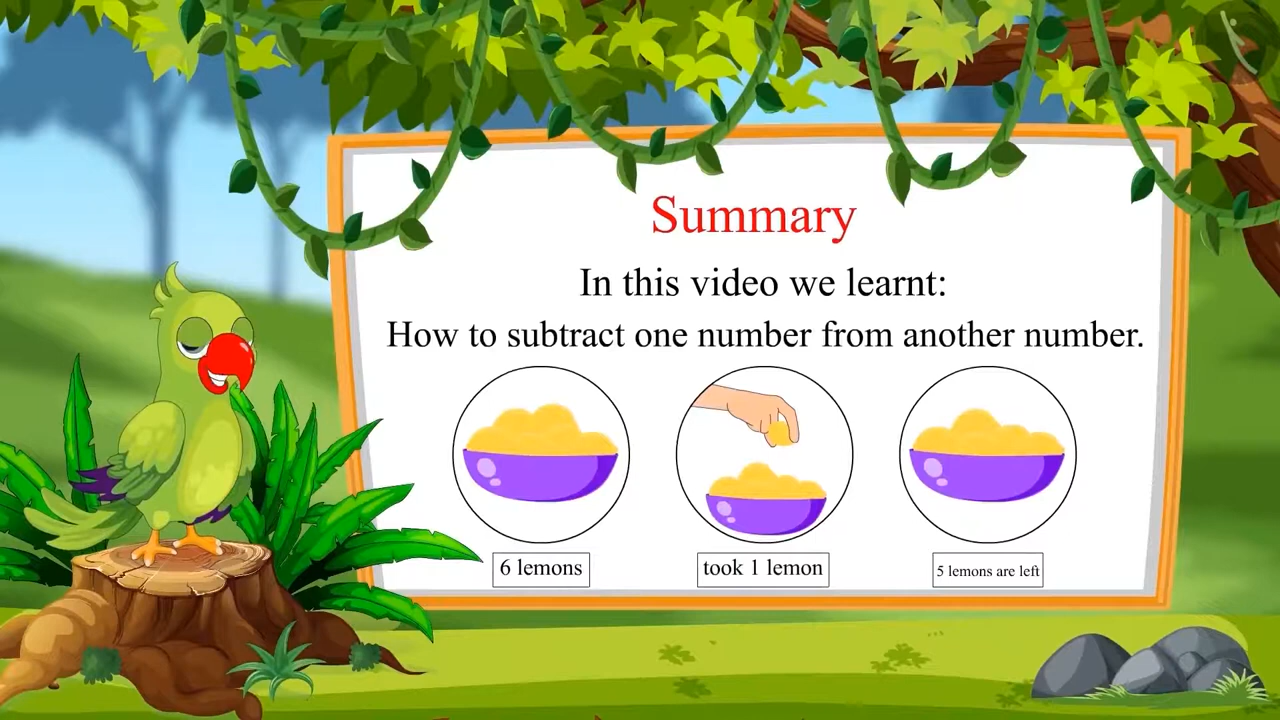 Summary
In this video we learnt:
How to subtract one number from another number.
6 lemons
took 1 lemon
5 lemons are left